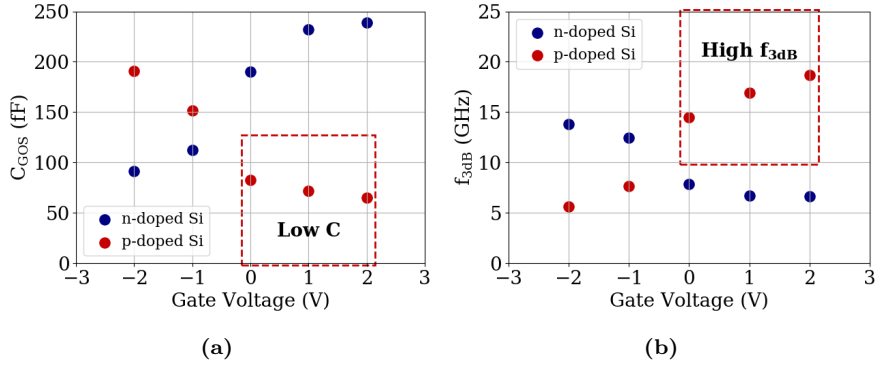 250
200
150
100
50
0
C_GOS (fF)
n-doped Si
p-doped Si
Low C
−3 −2 −1 0 1 2 3
Gate Voltage (V)
(a)
25
20
15
10
5
0
f_3dB (GHz)
n-doped Si
p-doped Si
High f_3dB
−3 −2 −1 0 1 2 3
Gate Voltage (V)
(b)